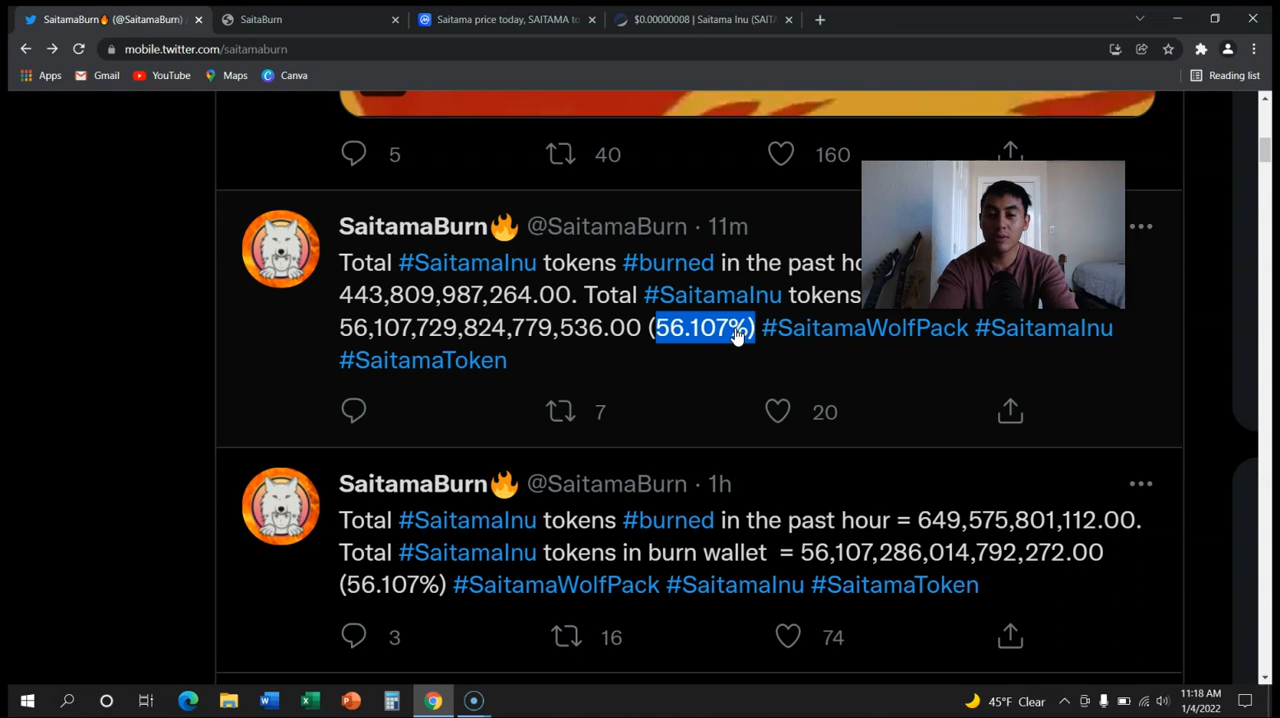 SaitamaBurn🔥 (@SaitamaBurn) /
SaitaBurn
Saitama price today, SAITAMA to
$0.00000008 | Saitama Inu (SAIT
mobile.twitter.com/saitamaburn
Apps
Gmail
YouTube
Maps
Canva
Reading list
5
40
160
SaitamaBurn🔥 @SaitamaBurn · 11m
Total #SaitamaInu tokens #burned in the past ho
443,809,987,264.00. Total #SaitamaInu tokens
56,107,729,824,779,536.00 (56.107%) #SaitamaWolfPack #SaitamaInu
#SaitamaToken
7
20
SaitamaBurn🔥 @SaitamaBurn · 1h
Total #SaitamaInu tokens #burned in the past hour = 649,575,801,112.00.
Total #SaitamaInu tokens in burn wallet = 56,107,286,014,792,272.00
(56.107%) #SaitamaWolfPack #SaitamaInu #SaitamaToken
3
16
74
45°F Clear
11:18 AM
1/4/2022